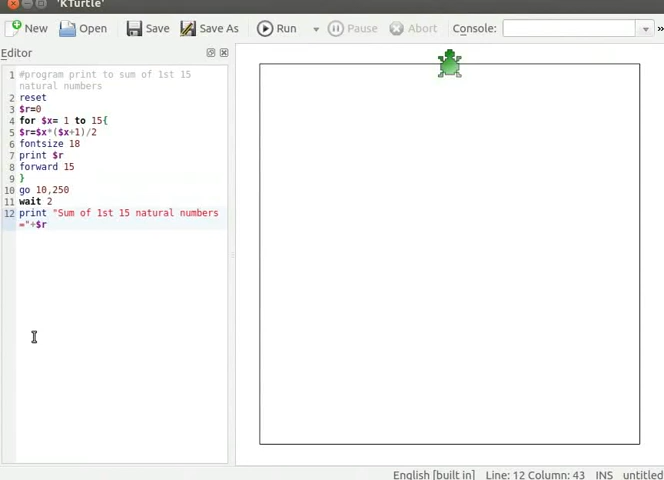 'KTurtle'
New Open Save Save As Run Pause Abort Console: »
Editor
1 #program print to sum of 1st 15
natural numbers
2 reset
3 $r=0
4 for $x= 1 to 15{
5 $r=$x*($x+1)/2
6 fontsize 18
7 print $r
8 forward 15
9 }
10 go 10,250
11 wait 2
12 print "Sum of 1st 15 natural numbers
="+$r
English [built in] Line: 12 Column: 43 INS untitled